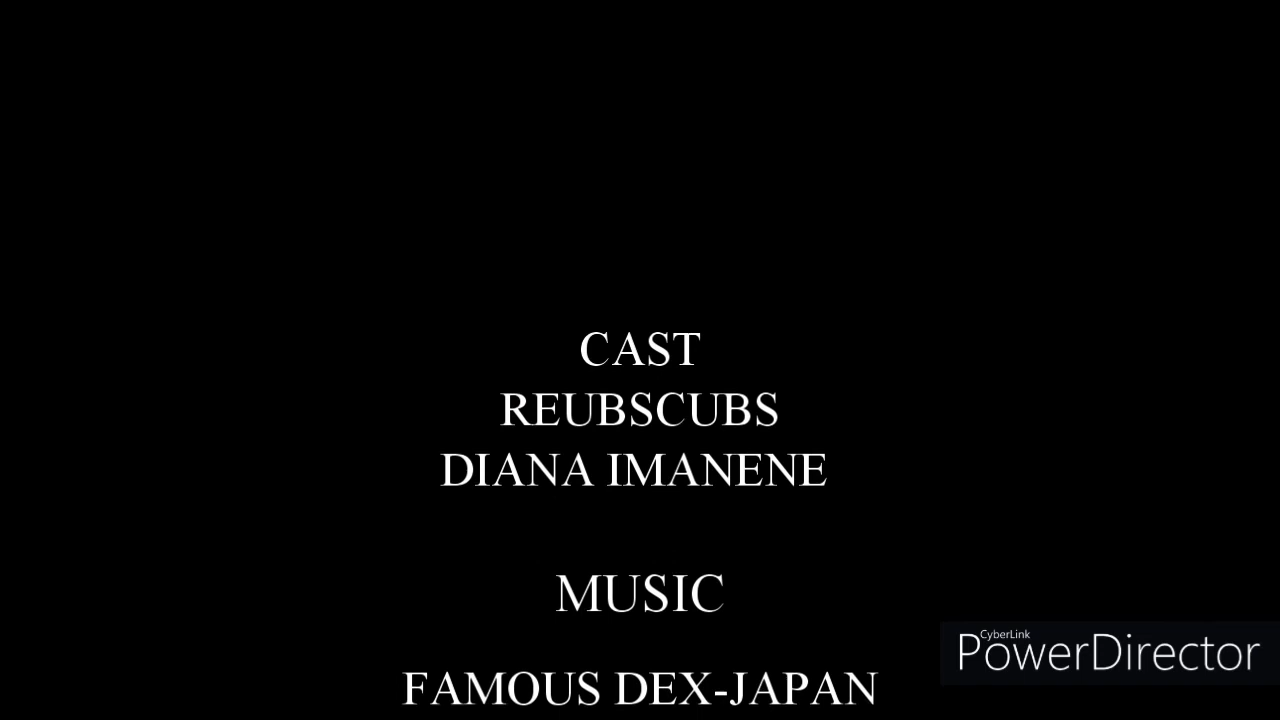 CAST
REUBSCUBS
DIANA IMANENE
MUSIC
CyberLink
PowerDirector
FAMOUS DEX-JAPAN